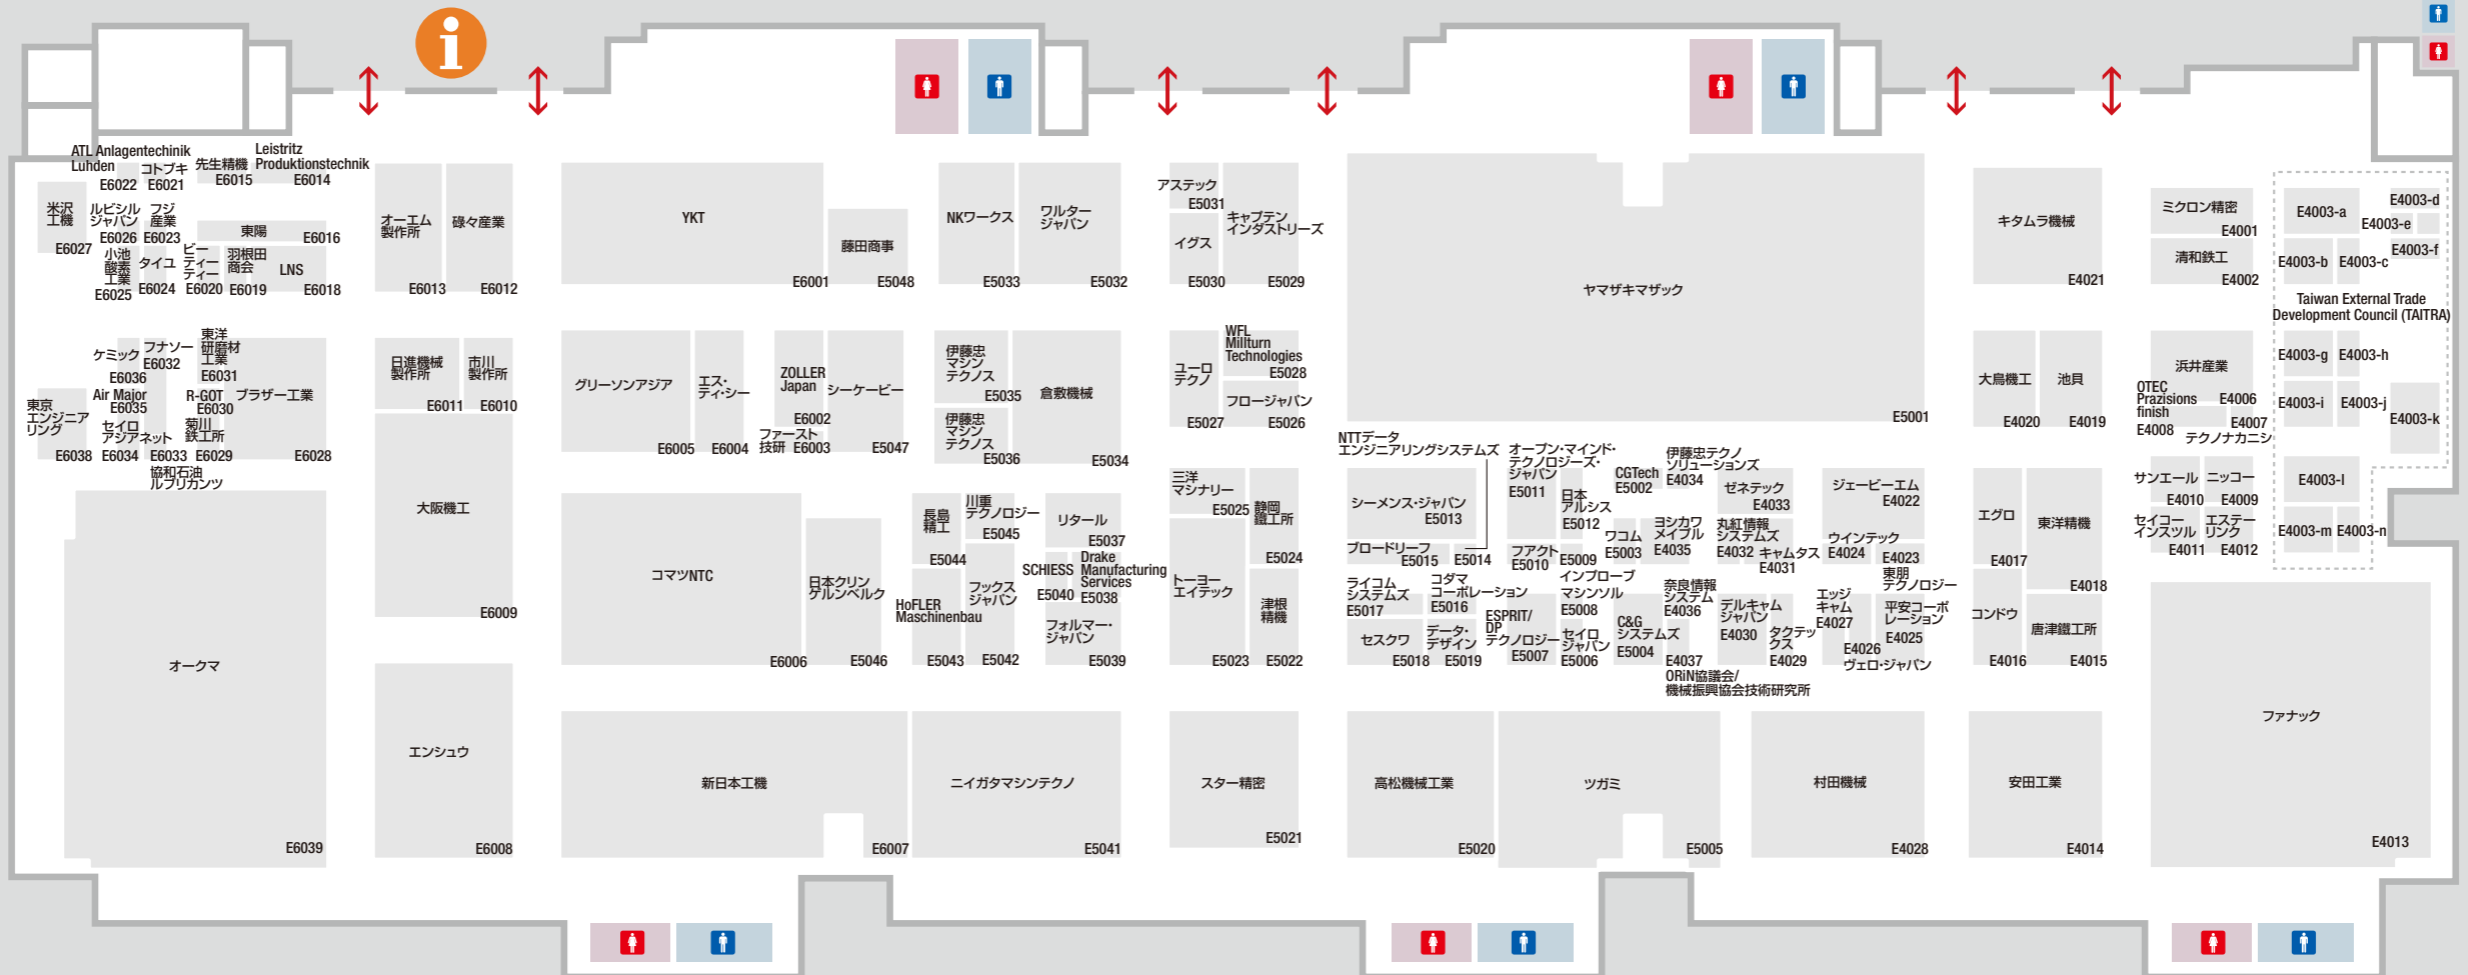 i
ATL Anlagentechinik
Luhden
E6022
コトブキ
E6021
先生精機
E6015
Leistritz
Produktionstechnik
E6014
米沢
工機
E6027
ルビシル
ジャパン
E6026
フジ
産業
E6023
東陽
E6016
小池
酸素
工業
E6025
タイユ
E6024
ビー
ティー
ティー
E6020
羽根田
商会
E6019
LNS
E6018
オーエム
製作所
E6013
碌々産業
E6012
YKT
E6001
藤田商事
E5048
NKワークス
E5033
ワルター
ジャパン
E5032
アステック
E5031
イグス
E5030
キャプテン
インダストリーズ
E5029
ヤマザキマザック
E5001
キタムラ機械
E4021
ミクロン精密
E4001
清和鉄工
E4002
E4003-a
E4003-d
E4003-e
E4003-b
E4003-c
E4003-f
Taiwan External Trade
Development Council (TAITRA)
E4003-g
E4003-h
E4003-i
E4003-j
E4003-k
E4003-l
E4003-m
E4003-n
ケミック
E6036
フナソー
E6032
東洋
研磨材
工業
E6031
Air Major
E6035
R-GOT
E6030
ブラザー工業
E6028
東京
エンジニア
リング
E6038
セイロ
アジアネット
E6034
E6033
菊川
鉄工所
E6029
協和石油
ルブリカンツ
日進機械
製作所
E6011
市川
製作所
E6010
グリーソンアジア
E6005
エス・
ティ・シー
E6004
ZOLLER
Japan
E6002
ファースト
技研
E6003
シーケービー
E5047
伊藤忠
マシン
テクノス
E5035
伊藤忠
マシン
テクノス
E5036
倉敷機械
E5034
ユーロ
テクノ
E5027
WFL
Millturn
Technologies
E5028
フロージャパン
E5026
大鳥機工
E4020
池貝
E4019
浜井産業
E4006
OTEC
Prazisions
finish
E4008
E4007
テクノナカニシ
オークマ
E6039
大阪機工
E6009
コマツNTC
E6006
日本クリン
ゲルンベルク
E5046
長島
精工
E5044
川重
テクノロジー
E5045
HoFLER
Maschinenbau
E5043
フックス
ジャパン
E5042
リタール
E5037
SCHIESS
E5040
Drake
Manufacturing
Services
E5038
フォルマー・
ジャパン
E5039
三洋
マシナリー
E5025
静岡
鐵工所
E5024
トーヨー
エイテック
E5023
津根
精機
E5022
NTTデータ
エンジニアリングシステムズ
シーメンス・ジャパン
E5013
ブロードリーフ
E5015
E5014
オープン・マインド・
テクノロジーズ・
ジャパン
E5011
日本
アルシス
E5012
ファクト
E5010
E5009
CGTech
E5002
伊藤忠テクノ
ソリューションズ
E4034
ゼネテック
E4033
ワコム
E5003
ヨシカワ
メイプル
E4035
丸紅情報
システムズ
E4032
キャムタス
E4031
ジェービーエム
E4022
ウインテック
E4024
E4023
東朋
テクノロジー
エグロ
E4017
東洋精機
E4018
サンエール
E4010
ニッコー
E4009
セイコー
インスツル
E4011
エステー
リンク
E4012
ライコム
システムズ
E5017
コダマ
コーポレーション
E5016
セスクワ
E5018
データ・
デザイン
E5019
ESPRIT/
DP
テクノロジー
E5007
インプローブ
マシンソル
E5008
セイロ
ジャパン
E5006
C&G
システムズ
E5004
奈良情報
システム
E4036
E4037
ORiN協議会/
機械振興協会技術研究所
デルキャム
ジャパン
E4030
タクテッ
クス
E4029
エッジ
キャム
E4027
E4026
ヴェロ・ジャパン
平安コーポ
レーション
E4025
コンドウ
E4016
唐津鐵工所
E4015
エンシュウ
E6008
新日本工機
E6007
ニイガタマシンテクノ
E5041
スター精密
E5021
高松機械工業
E5020
ツガミ
E5005
村田機械
E4028
安田工業
E4014
ファナック
E4013